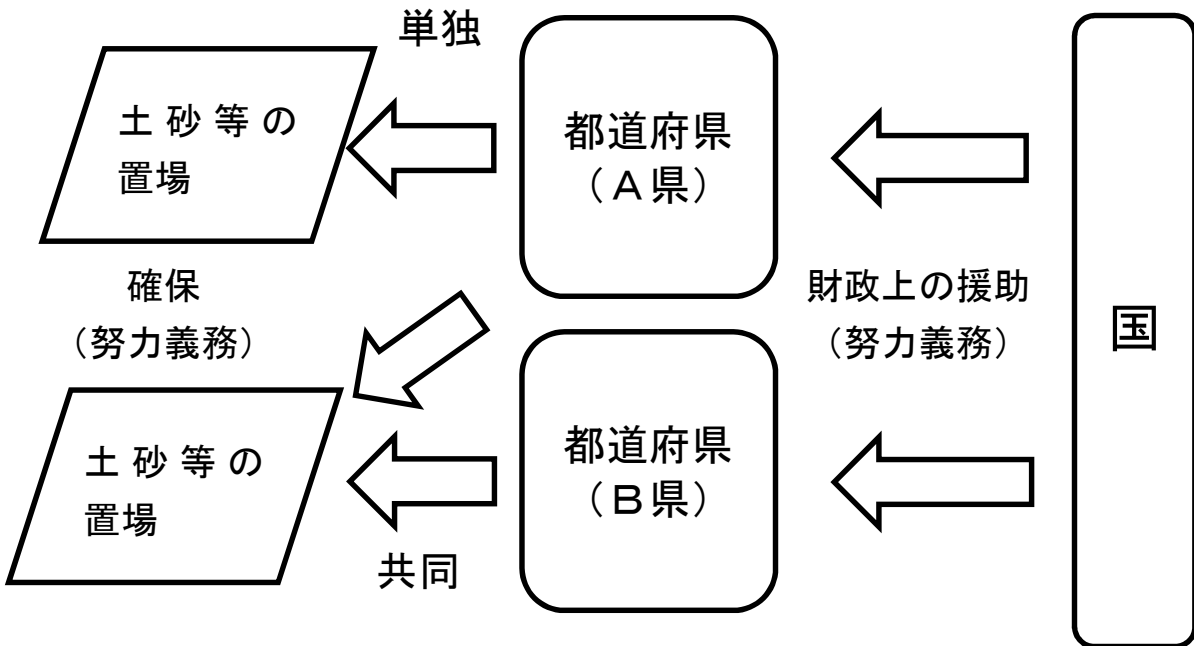 単独
土砂等の
置場
都道府県
（Ａ県）
確保
（努力義務）
財政上の援助
（努力義務）
国
土砂等の
置場
都道府県
（Ｂ県）
共同